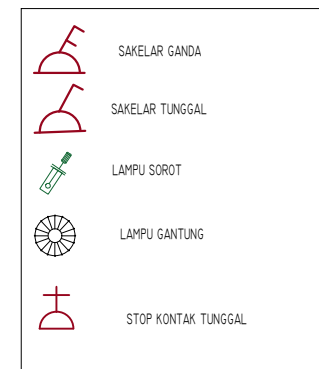 SAKELAR GANDA
SAKELAR TUNGGAL
LAMPU SOROT
LAMPU GANTUNG
STOP KONTAK TUNGGAL